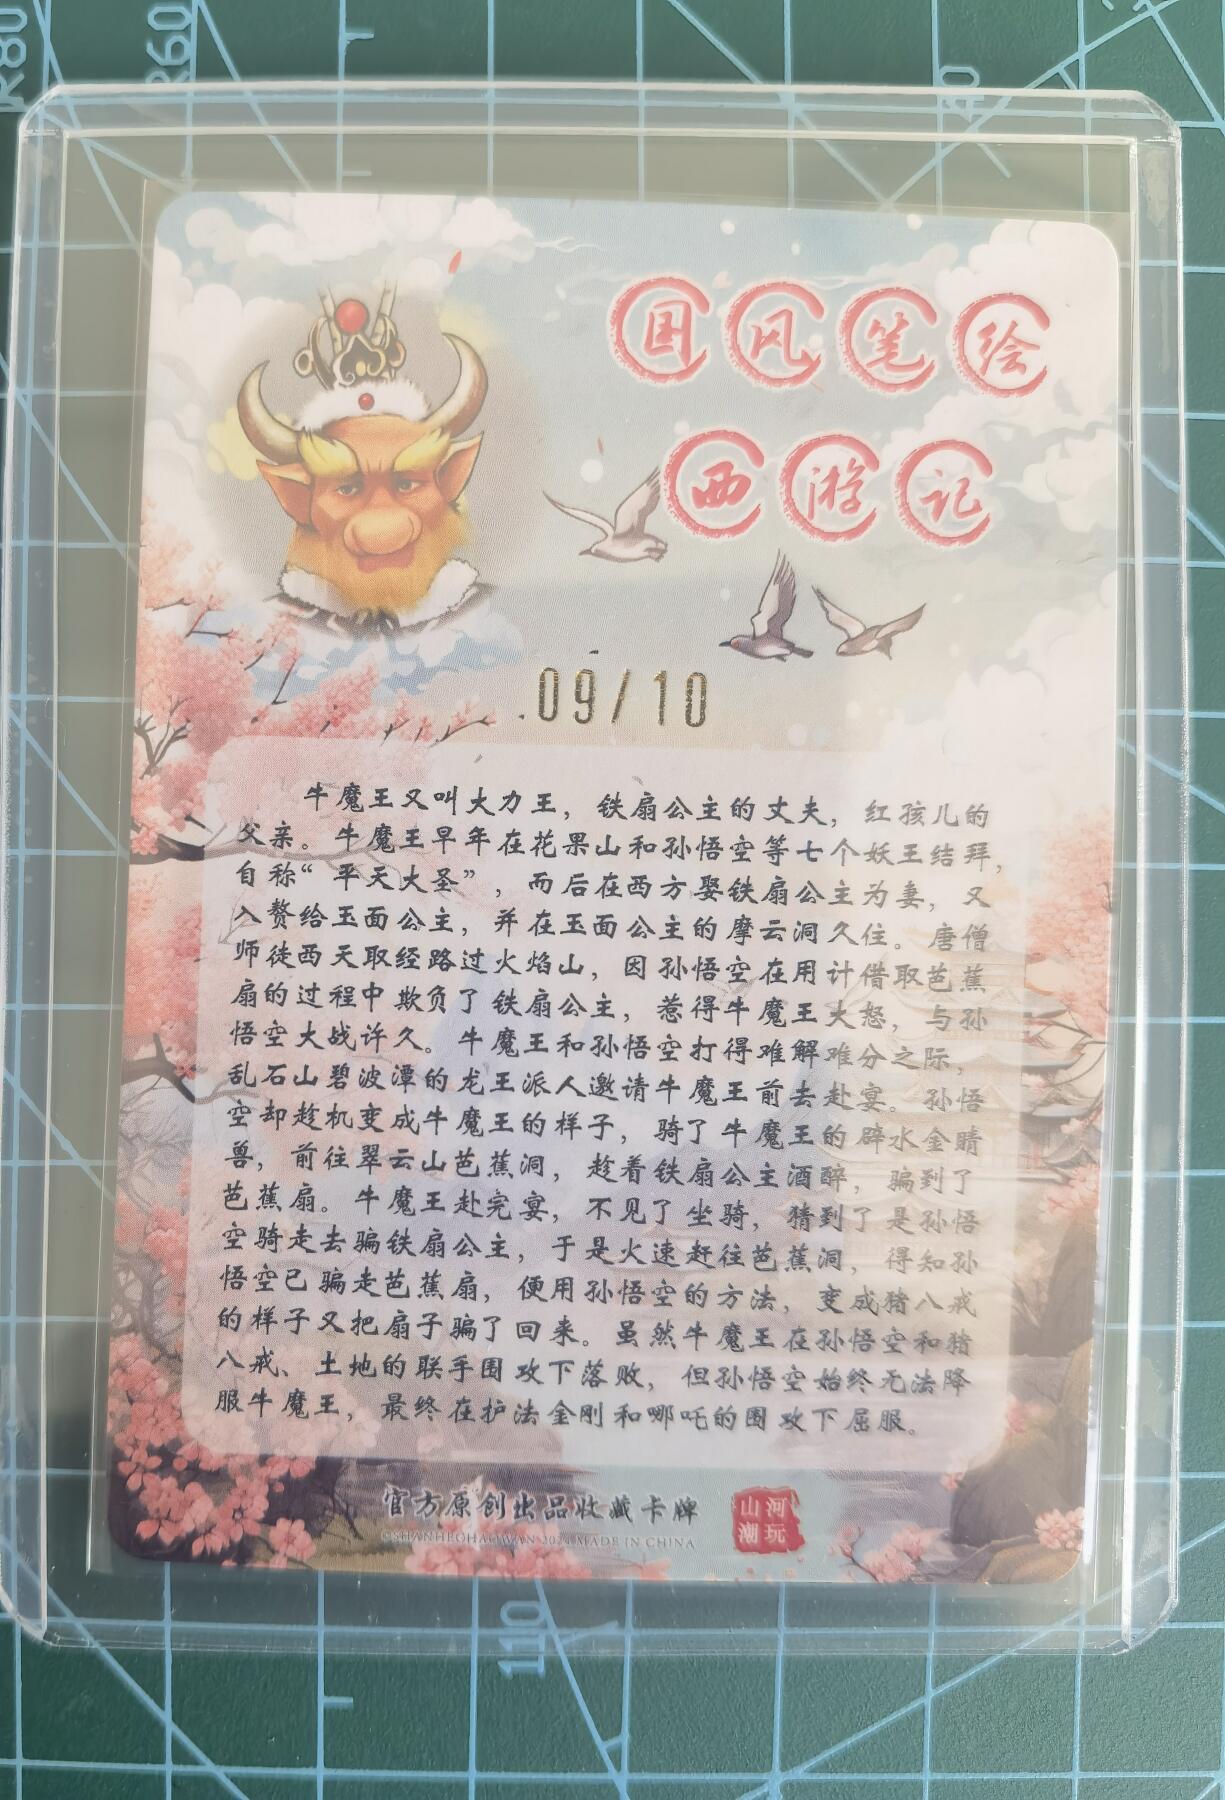 R80
R60
40
国风笔绘
西游记
09/10
牛魔王又叫大力王，铁扇公主的丈夫，红孩儿的
父亲。牛魔王早年在花果山和孙悟空等七个妖王结拜，
自称“平天大圣”，而后在西方娶铁扇公主为妻，又
入赘给玉面公主，并在玉面公主的摩云洞久住。唐僧
师徒西天取经路过火焰山，因孙悟空在用计借取芭蕉
扇的过程中欺负了铁扇公主，惹得牛魔王大怒，与孙
悟空大战许久。牛魔王和孙悟空打得难解难分之际，
乱石山碧波潭的龙王派人邀请牛魔王前去赴宴。孙悟
空却趁机变成牛魔王的样子，骑了牛魔王的辟水金睛
兽，前往翠云山芭蕉洞，趁着铁扇公主酒醉，骗到了
芭蕉扇。牛魔王赴完宴，不见了坐骑，猜到了是孙悟
空骑走去骗铁扇公主，于是火速赶往芭蕉洞，得知孙
悟空已骗走芭蕉扇，便用孙悟空的方法，变成猪八戒
的样子又把扇子骗了回来。虽然牛魔王在孙悟空和猪
八戒、土地的联手围攻下落败，但孙悟空始终无法降
服牛魔王，最终在护法金刚和哪吒的围攻下屈服。
官方原创出品收藏卡牌
MADE IN CHINA
山河
潮玩
110